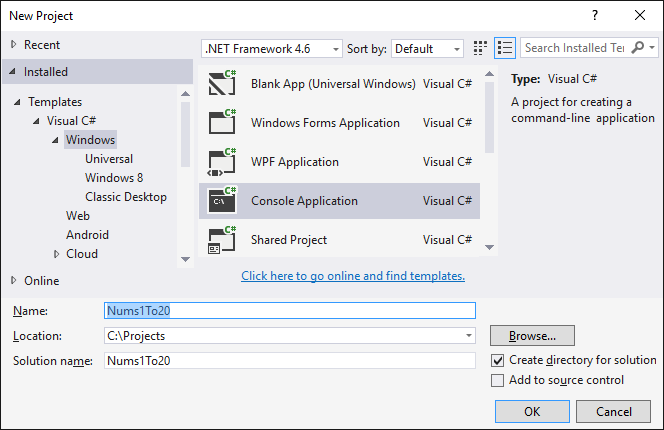 New Project
? ×
Recent
Installed
Templates
Visual C#
Windows
Universal
Windows 8
Classic Desktop
Web
Android
Cloud
Online
.NET Framework 4.6 Sort by: Default
C# Blank App (Universal Windows) Visual C#
C# Windows Forms Application Visual C#
C# WPF Application Visual C#
C# C:\ Console Application Visual C#
C# Shared Project Visual C#
Click here to go online and find templates.
Search Installed Te
Type: Visual C#
A project for creating a
command-line application
Name: Nums1To20
Location: C:\Projects Browse...
Solution name: Nums1To20
Create directory for solution
Add to source control
OK Cancel